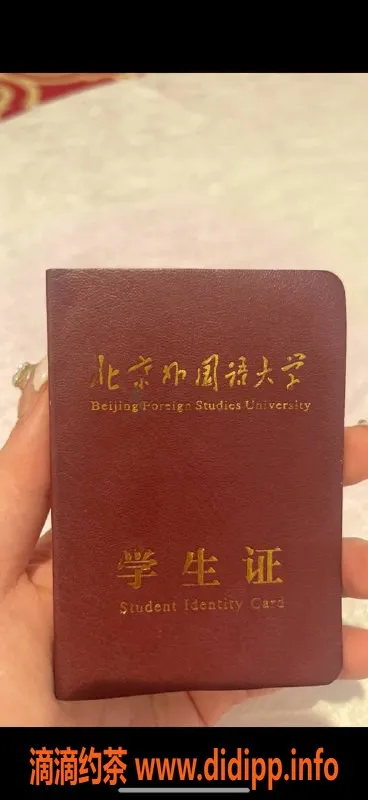 北京外国语大学
Beijing Foreign Studies University
学生证
Student Identity Card
滴滴约茶 www.didipp.info